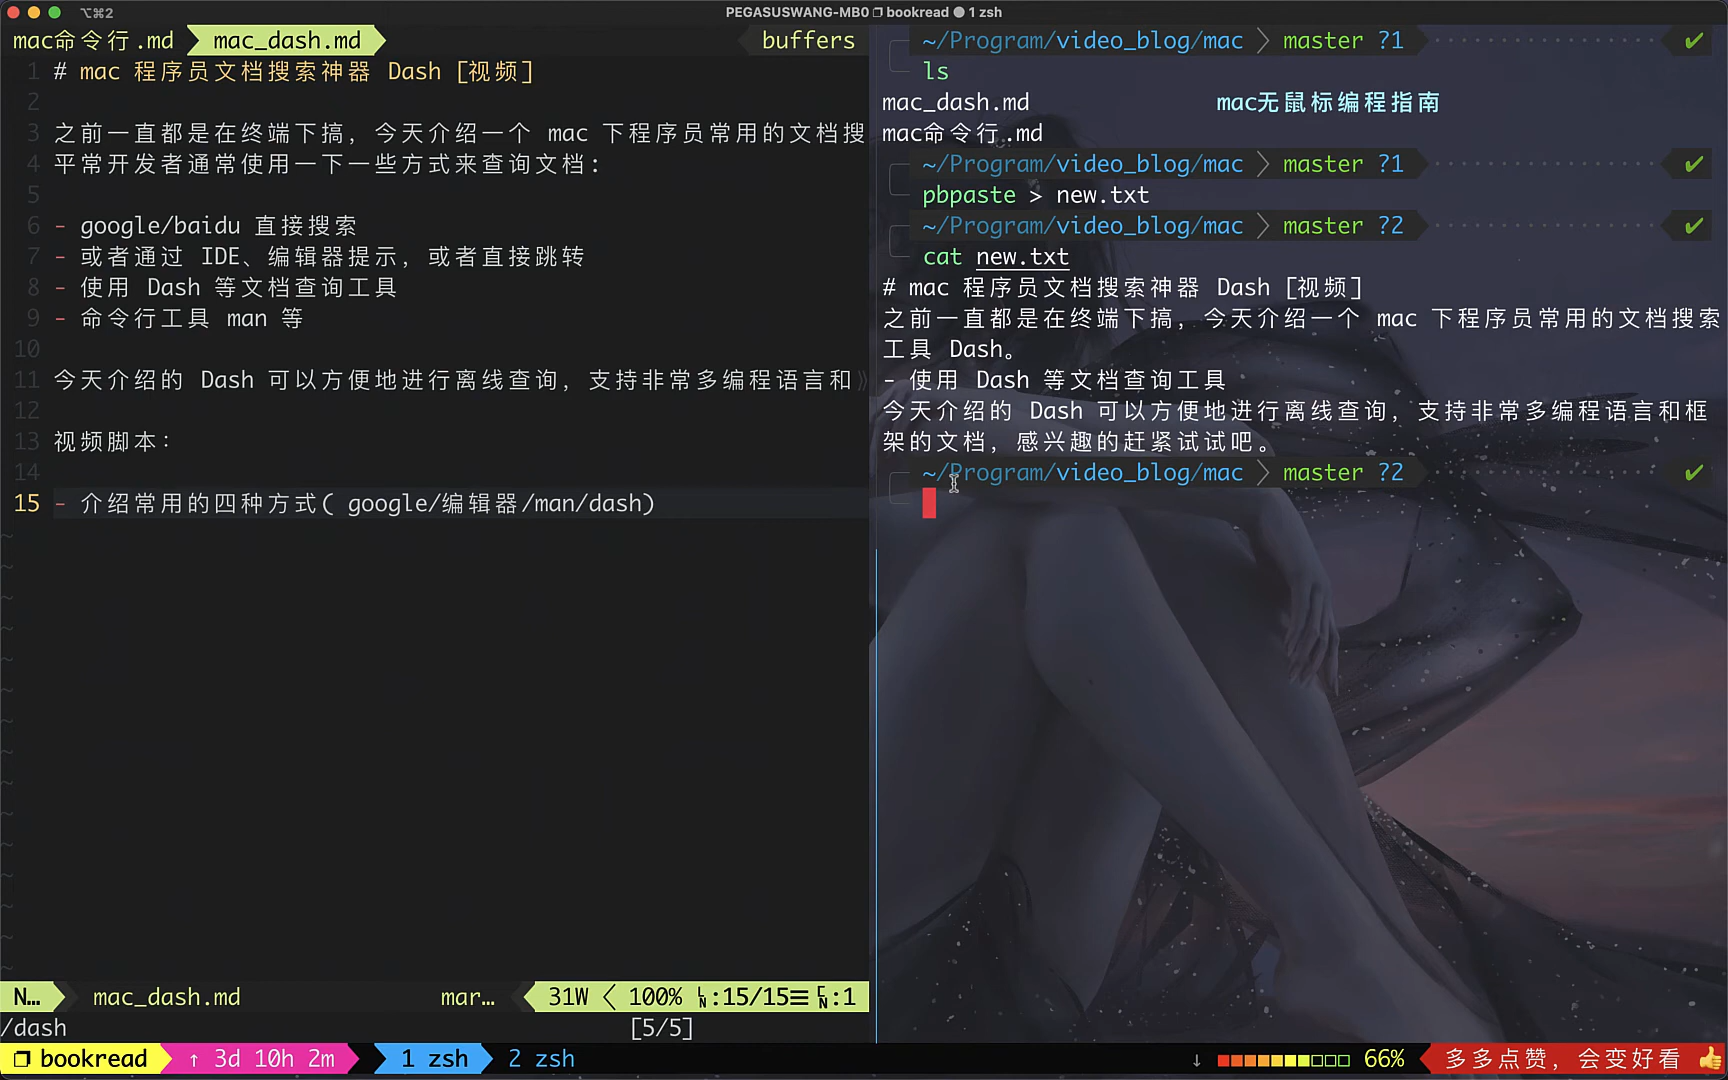 ⌥⌘2
PEGASUSWANG-MB0 ❐ bookread ● 1 zsh
mac命令行.md mac_dash.md buffers
1 # mac 程序员文档搜索神器 Dash [视频]
2
3 之前一直都是在终端下搞, 今天介绍一个 mac 下程序员常用的文档搜
4 平常开发者通常使用一下一些方式来查询文档:
5
6 - google/baidu 直接搜索
7 - 或者通过 IDE、编辑器提示, 或者直接跳转
8 - 使用 Dash 等文档查询工具
9 - 命令行工具 man 等
10
11 今天介绍的 Dash 可以方便地进行离线查询, 支持非常多编程语言和》
12
13 视频脚本:
14
15 - 介绍常用的四种方式( google/编辑器/man/dash)
N... mac_dash.md mar... 31W 100% ␤:15/15≡ ␤:1
/dash [5/5]
~/Program/video_blog/mac master ?1 ✔
ls
mac_dash.md mac无鼠标编程指南
mac命令行.md
~/Program/video_blog/mac master ?1 ✔
pbpaste > new.txt
~/Program/video_blog/mac master ?2 ✔
cat new.txt
# mac 程序员文档搜索神器 Dash [视频]
之前一直都是在终端下搞, 今天介绍一个 mac 下程序员常用的文档搜索
工具 Dash。
- 使用 Dash 等文档查询工具
今天介绍的 Dash 可以方便地进行离线查询, 支持非常多编程语言和框
架的文档, 感兴趣的赶紧试试吧。
~/Program/video_blog/mac master ?2 ✔
❐ bookread ↑ 3d 10h 2m 1 zsh 2 zsh ↓ 66% 多多点赞, 会变好看 👍